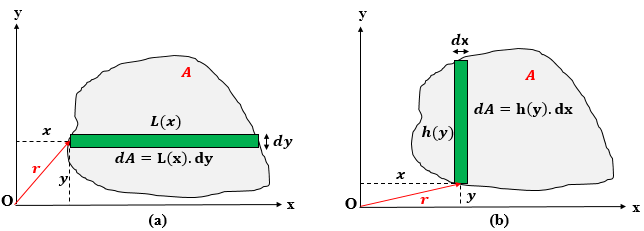 y
A
L(x)
x
dy
dA = L(x).dy
r
y
O
x
(a)
y
dx
A
dA = h(y).dx
h(y)
x
r
y
O
x
(b)